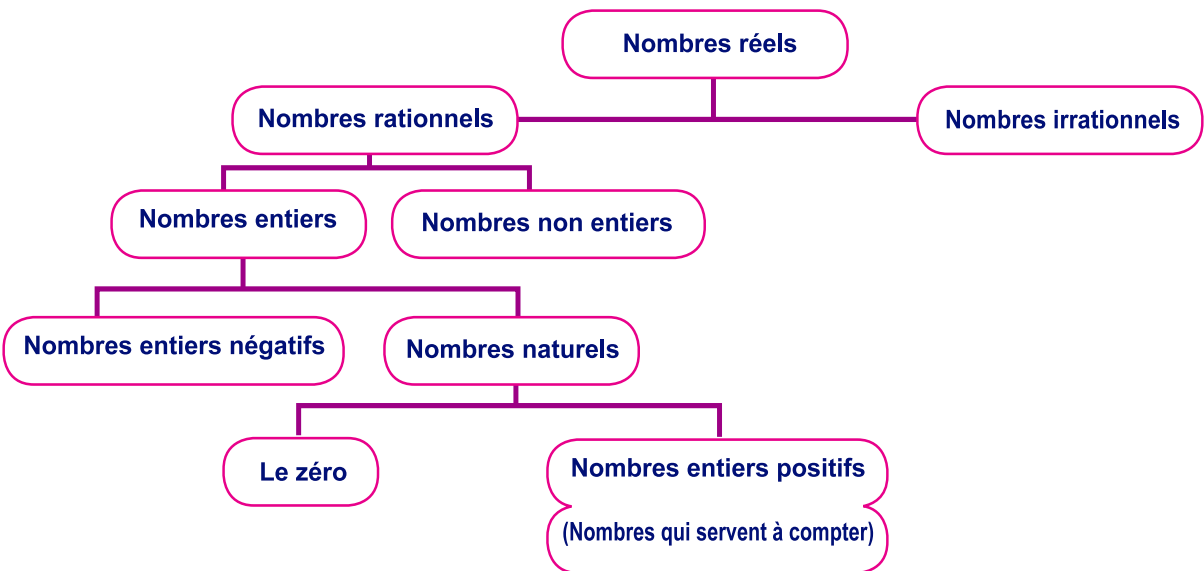 Nombres réels
Nombres rationnels
Nombres irrationnels
Nombres entiers
Nombres non entiers
Nombres entiers négatifs
Nombres naturels
Le zéro
Nombres entiers positifs
(Nombres qui servent à compter)